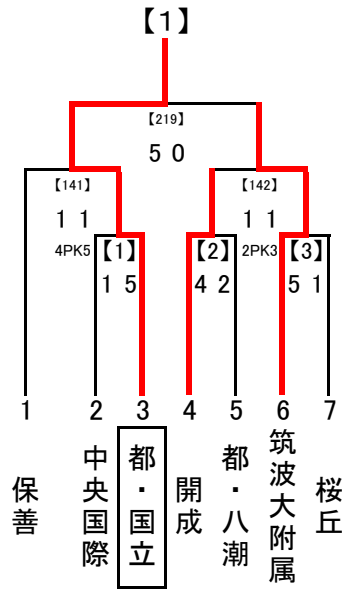 【1】
【219】
5 0
【141】
【142】
1 1
1 1
4PK5
【1】
【2】
2PK3
【3】
1 5
4 2
5 1
1 2 3 4 5 6 7
保善
中央国際
都・国立
開成
都・八潮
筑波大附属
桜丘